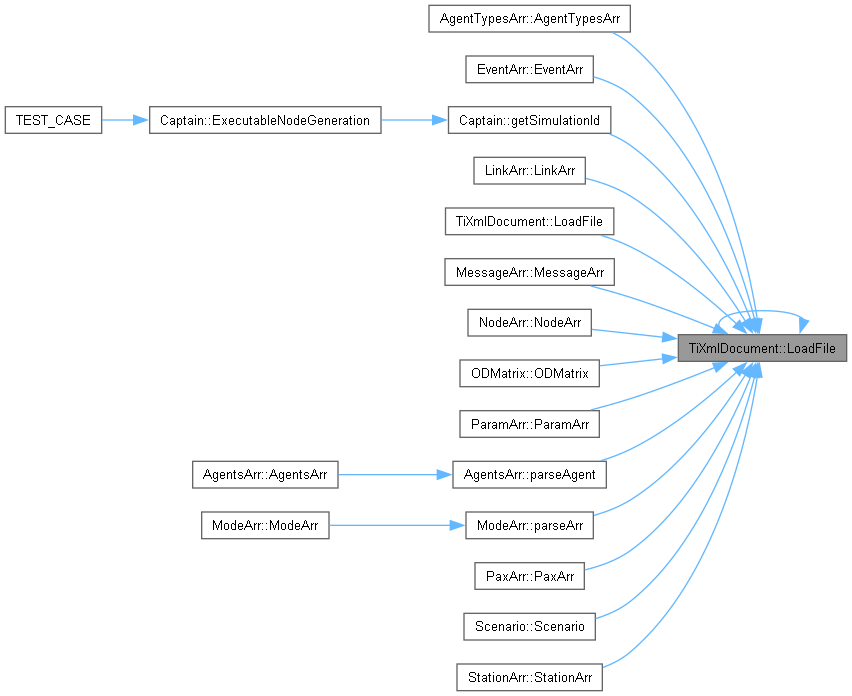 AgentTypesArr::AgentTypesArr
EventArr::EventArr
TEST_CASE
Captain::ExecutableNodeGeneration
Captain::getSimulationId
LinkArr::LinkArr
TiXmlDocument::LoadFile
MessageArr::MessageArr
NodeArr::NodeArr
TiXmlDocument::LoadFile
ODMatrix::ODMatrix
ParamArr::ParamArr
AgentsArr::AgentsArr
AgentsArr::parseAgent
ModeArr::ModeArr
ModeArr::parseArr
PaxArr::PaxArr
Scenario::Scenario
StationArr::StationArr